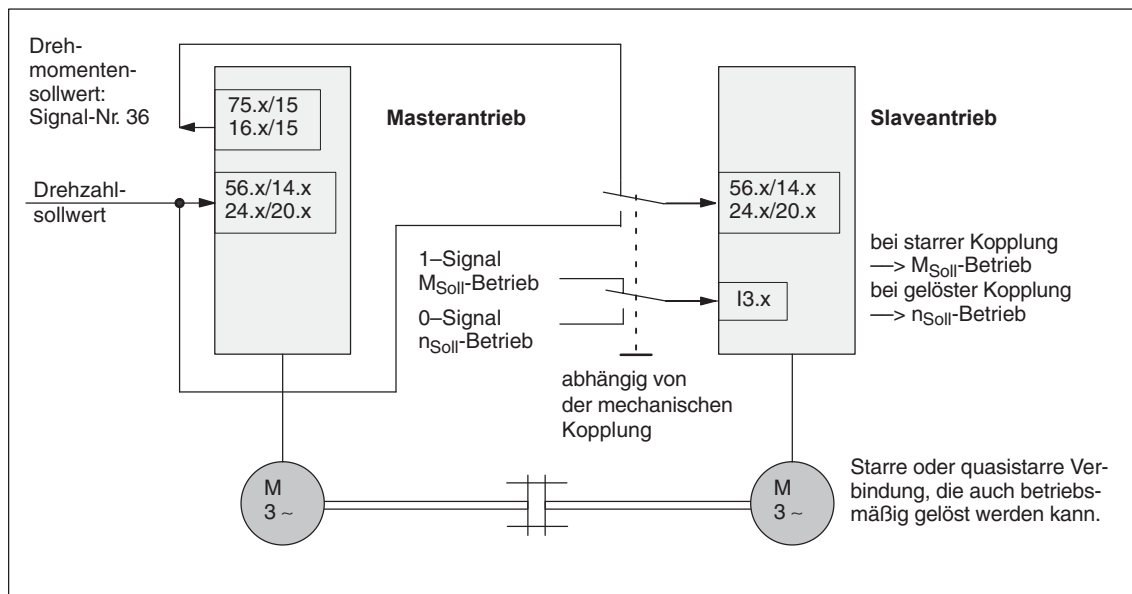 Dreh-
momenten-
sollwert:
Signal-Nr. 36
75.x/15
16.x/15
Masterantrieb
Slaveantrieb
Drehzahl-
sollwert
56.x/14.x
24.x/20.x
56.x/14.x
24.x/20.x
1–Signal
MSoll-Betrieb
0–Signal
nSoll-Betrieb
I3.x
bei starrer Kopplung
—> MSoll-Betrieb
bei gelöster Kopplung
—> nSoll-Betrieb
abhängig von
der mechanischen
Kopplung
M
3 ~
M
3 ~
Starre oder quasistarre Ver-
bindung, die auch betriebs-
mäßig gelöst werden kann.